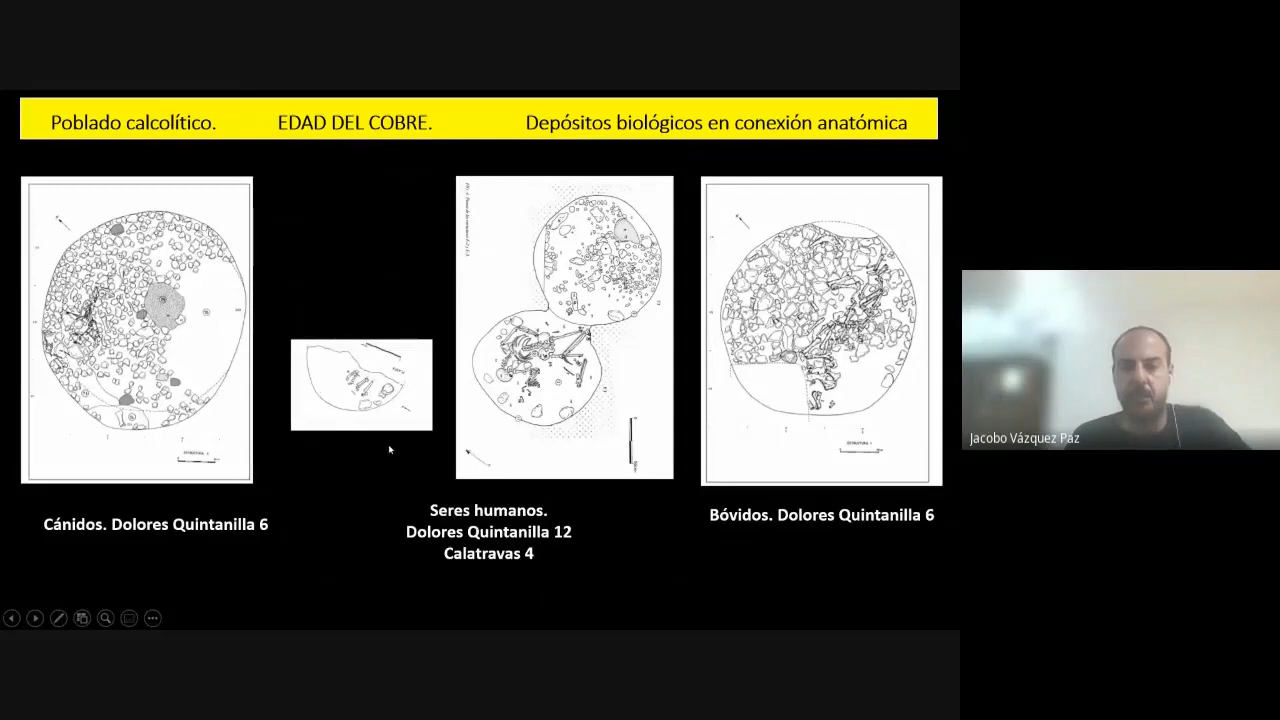 Poblado calcolítico. EDAD DEL COBRE. Depósitos biológicos en conexión anatómica
Cánidos. Dolores Quintanilla 6
Seres humanos.
Dolores Quintanilla 12
Calatravas 4
Bóvidos. Dolores Quintanilla 6
Jacobo Vázquez Paz